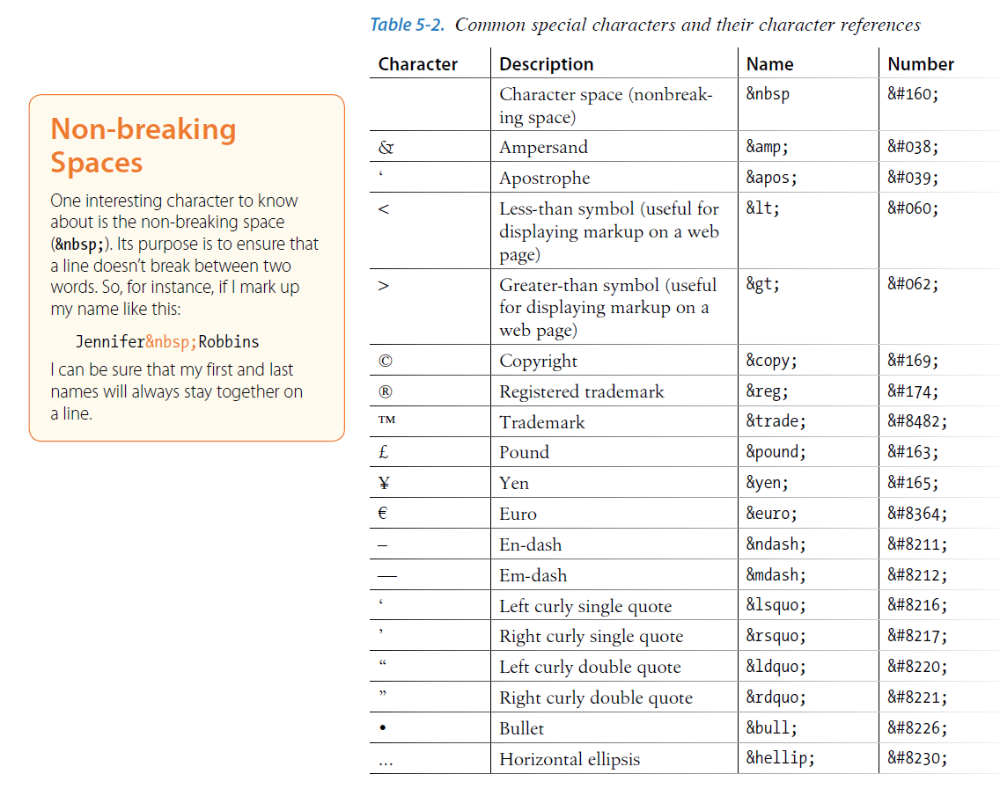 Non-breaking
Spaces
One interesting character to know
about is the non-breaking space
(&nbsp;). Its purpose is to ensure that
a line doesn’t break between two
words. So, for instance, if I mark up
my name like this:
Jennifer&nbsp;Robbins
I can be sure that my first and last
names will always stay together on
a line.
Table 5-2. Common special characters and their character references
Character Description Name Number
Character space (nonbreak- &nbsp &#160;
ing space)
& Ampersand &amp; &#038;
‘ Apostrophe &apos; &#039;
< Less-than symbol (useful for &lt; &#060;
displaying markup on a web
page)
> Greater-than symbol (useful &gt; &#062;
for displaying markup on a
web page)
© Copyright &copy; &#169;
® Registered trademark &reg; &#174;
™ Trademark &trade; &#8482;
£ Pound &pound; &#163;
¥ Yen &yen; &#165;
€ Euro &euro; &#8364;
– En-dash &ndash; &#8211;
— Em-dash &mdash; &#8212;
‘ Left curly single quote &lsquo; &#8216;
’ Right curly single quote &rsquo; &#8217;
“ Left curly double quote &ldquo; &#8220;
” Right curly double quote &rdquo; &#8221;
• Bullet &bull; &#8226;
... Horizontal ellipsis &hellip; &#8230;